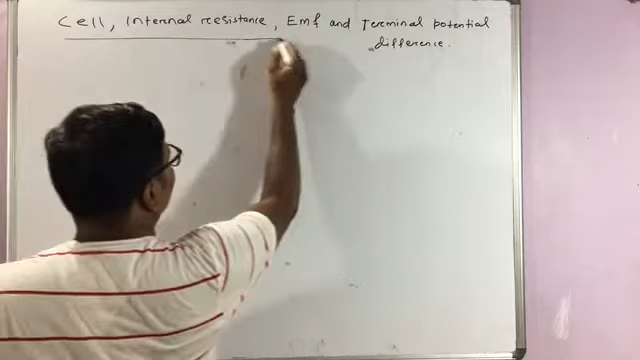 Cell, Internal resistance, Emf and Terminal potential
difference.